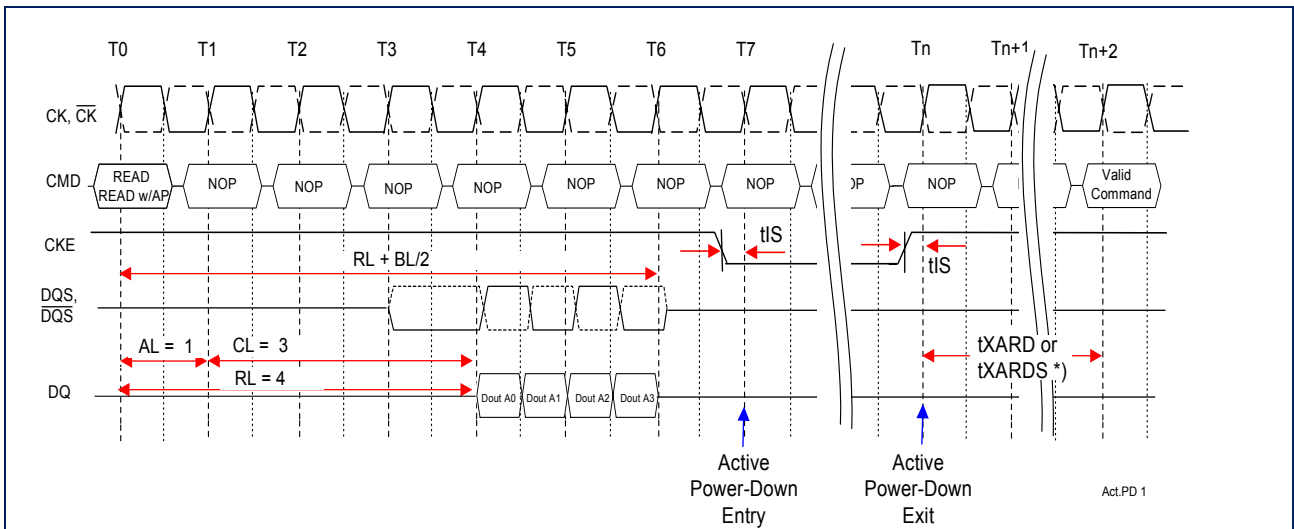 T0 T1 T2 T3 T4 T5 T6 T7 Tn Tn+1 Tn+2
CK, CK
CMD
READ
READ w/AP
NOP NOP NOP NOP NOP NOP NOP OP NOP
Valid
Command
CKE
tIS
tIS
RL + BL/2
DQS,
DQS
AL = 1 CL = 3
tXARD or
tXARDS *)
RL = 4
DQ
Dout A0 Dout A1 Dout A2 Dout A3
Active
Power-Down
Entry
Active
Power-Down
Exit
Act.PD 1